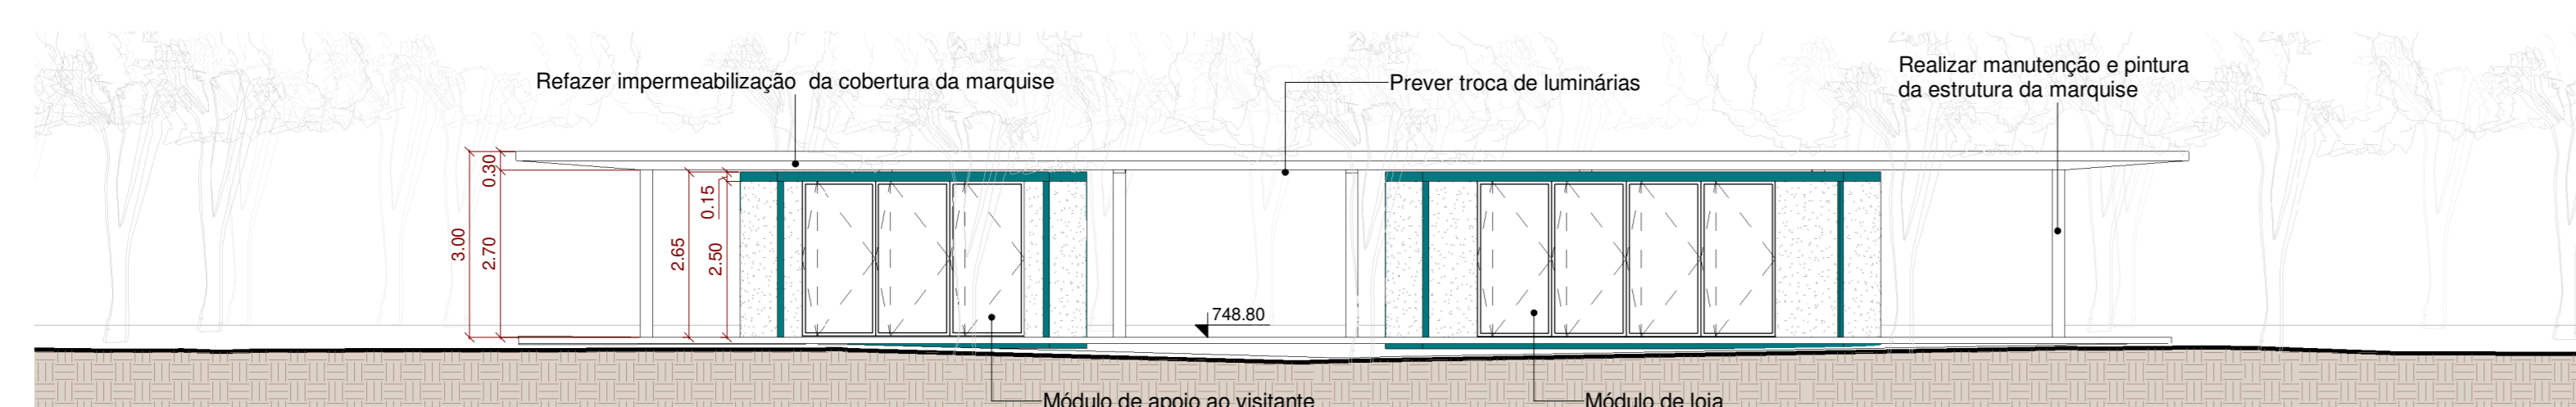 Refazer impermeabilização da cobertura da marquise
Prever troca de luminárias
Realizar manutenção e pintura
da estrutura da marquise
0.30
3.00
2.70
2.65
0.15
2.50
748.80
Módulo de apoio ao visitante
Módulo de loja